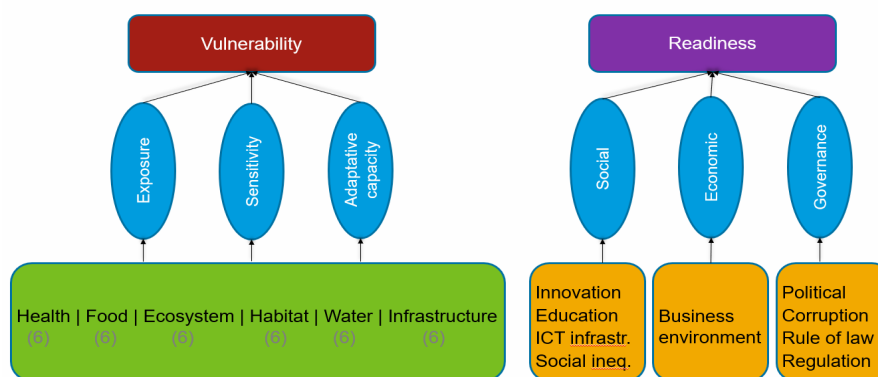 Vulnerability
Readiness
Exposure
Sensitivity
Adaptative
capacity
Social
Economic
Governance
Health | Food | Ecosystem | Habitat | Water | Infrastructure
(6) (6) (6) (6) (6) (6)
Innovation
Education
ICT infrastr.
Social ineq.
Business
environment
Political
Corruption
Rule of law
Regulation